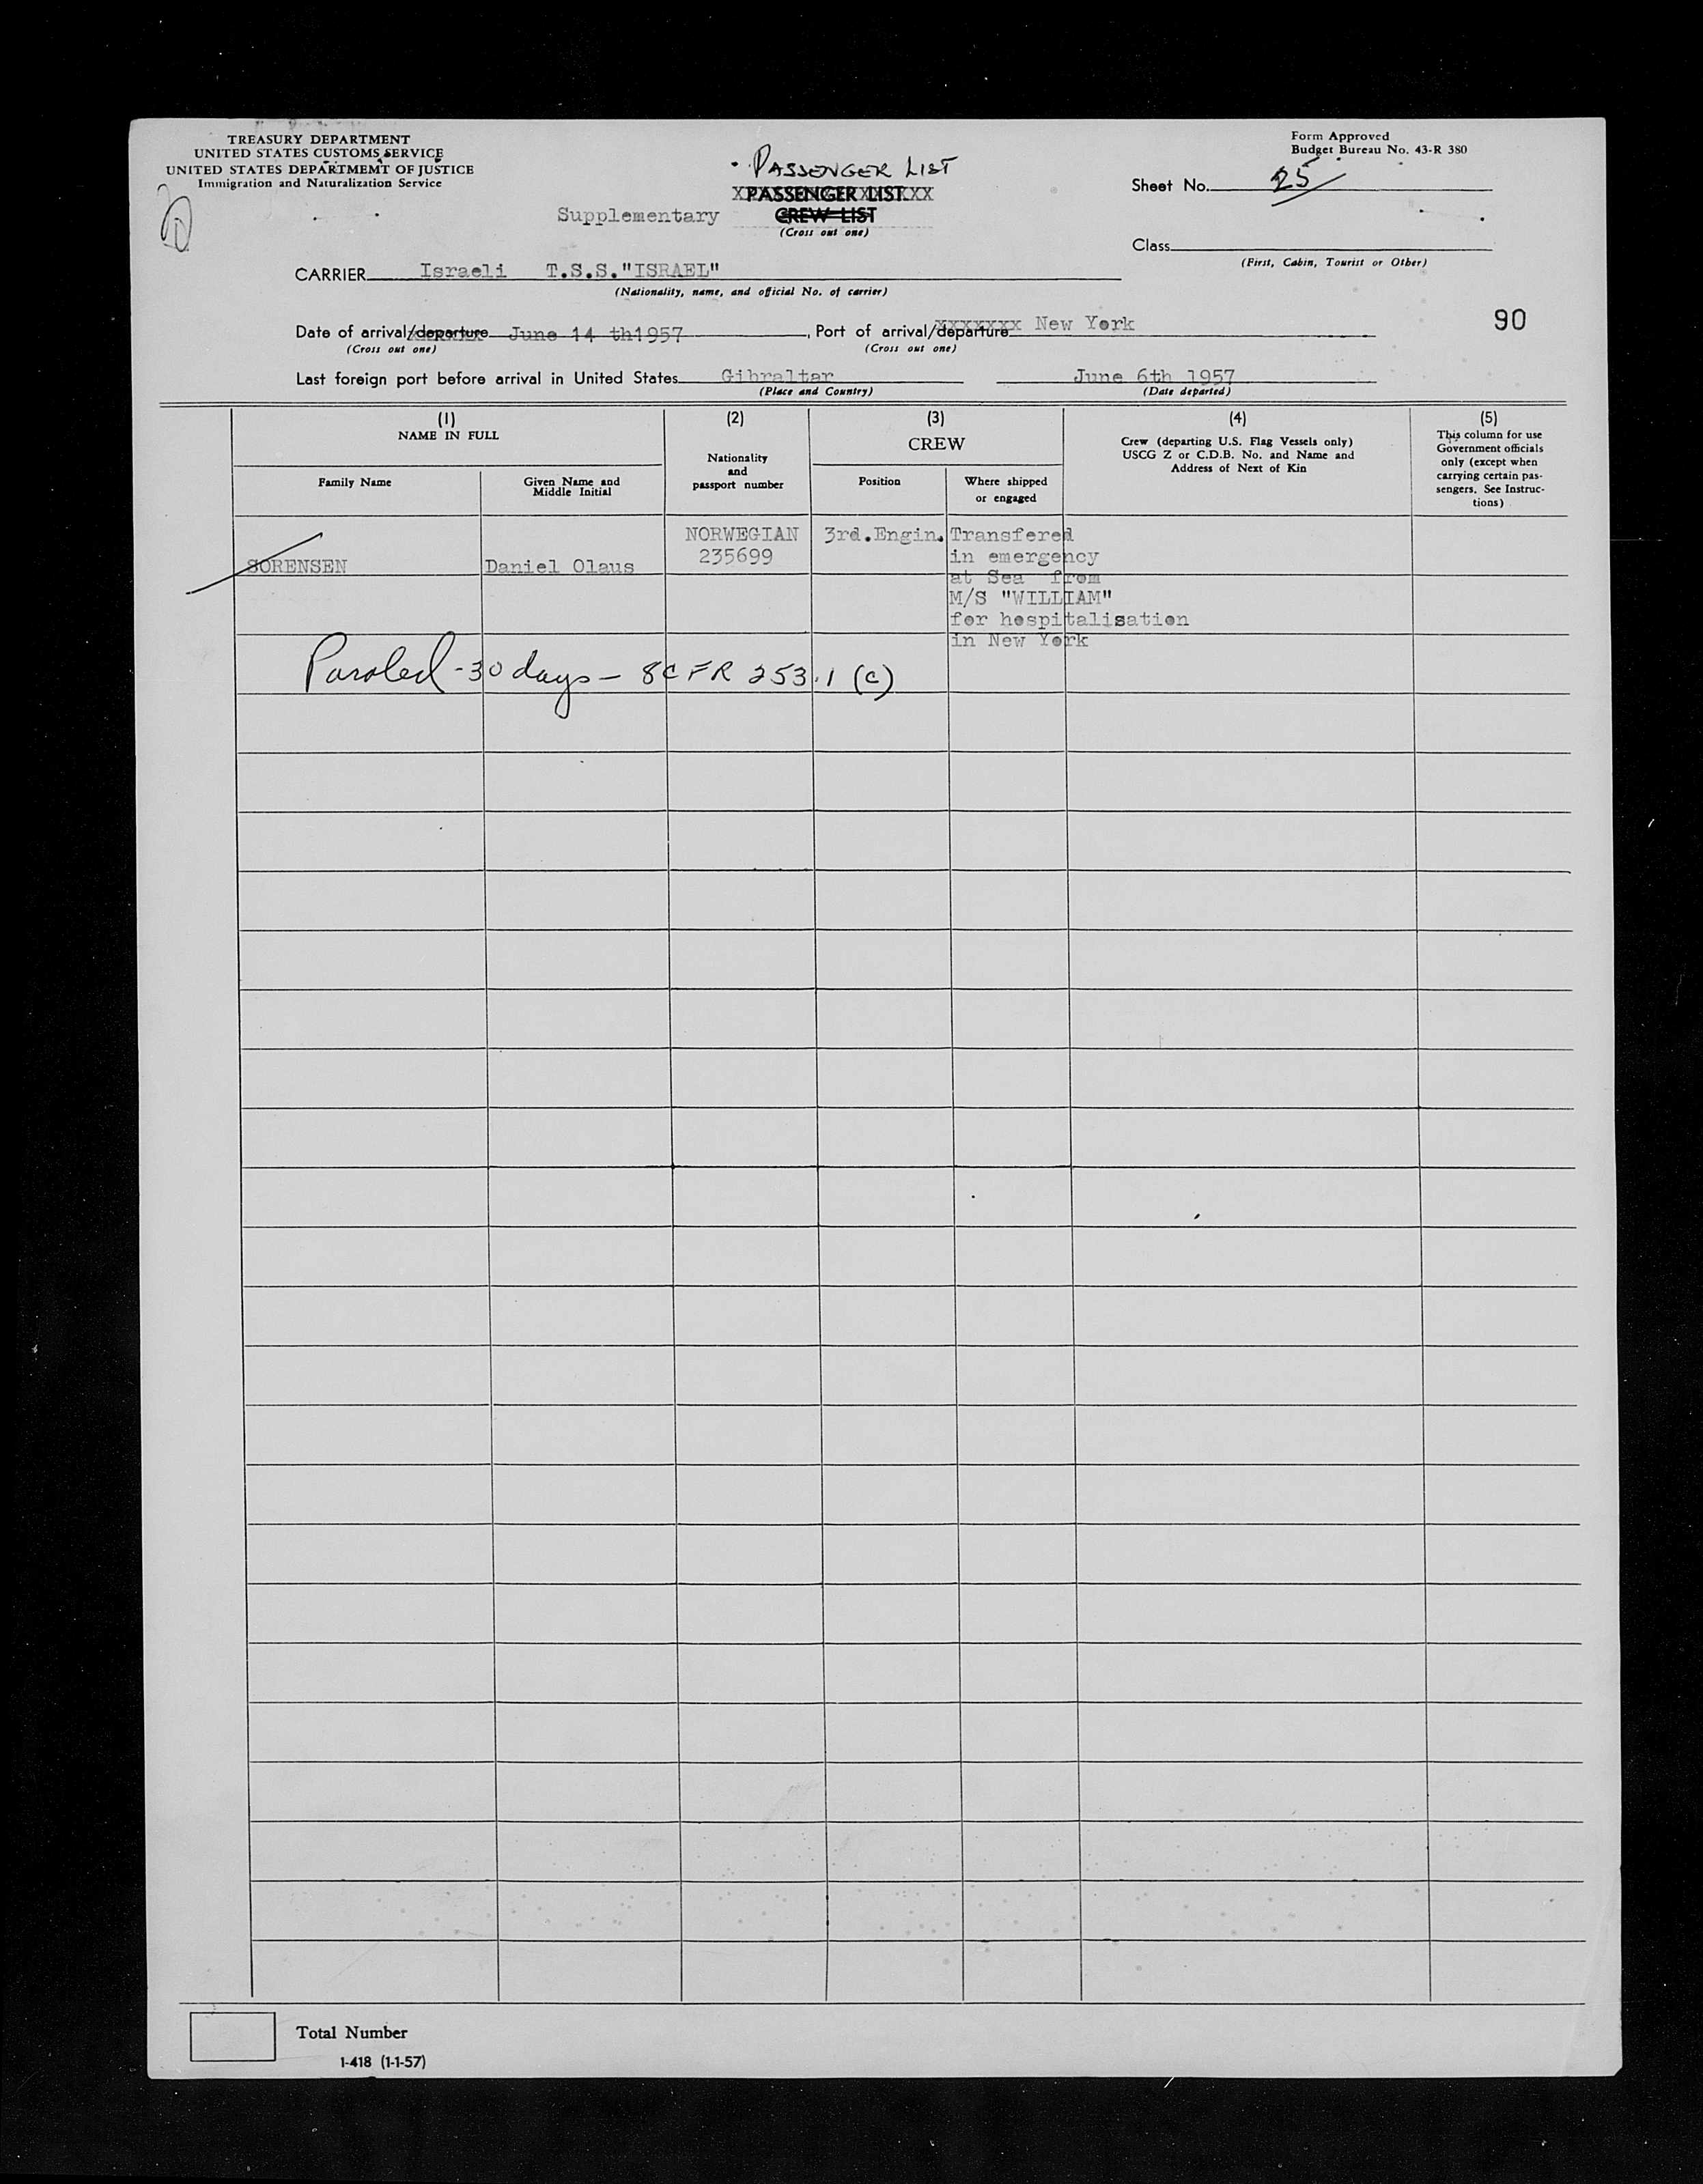 TREASURY DEPARTMENT
UNITED STATES CUSTOMS SERVICE
UNITED STATES DEPARTMEMT OF JUSTICE
Immigration and Naturalization Service
Form Approved
Budget Bureau No. 43-R 380
PASSENGER LIST
Sheet No. 25
XPASSENGERXLIST.XX
Supplementary CREW LIST
(Cross out one)
Class
(First, Cabin, Tourist or Other)
CARRIER Israeli T.S.S."ISRAEL"
(Nationality, name, and official No. of carrier)
90
Date of arrival/departure June 14 th1957, Port of arrival/departure New York
(Cross out one) (Cross out one)
Last foreign port before arrival in United States Gibraltar June 6th 1957
(Place and Country) (Date departed)
(1) (2) (3) (4) (5)
NAME IN FULL
Family Name
Given Name and
Middle Initial
Nationality
and
passport number
CREW
Position
Where shipped
or engaged
Crew (departing U.S. Flag Vessels only)
USCG Z or C.D.B. No. and Name and
Address of Next of Kin
This column for use
Government officials
only (except when
carrying certain pas-
sengers. See Instruc-
tions)
SORENSEN
Daniel Olaus
NORWEGIAN
235699
3rd.Engin.
Transfered
in emergency
at Sea from
M/S "WILLIAM"
for hospitalisation
in New York
Paroled - 30 days - 8 CFR 253.1 (c)
Total Number
1-418 (1-1-57)